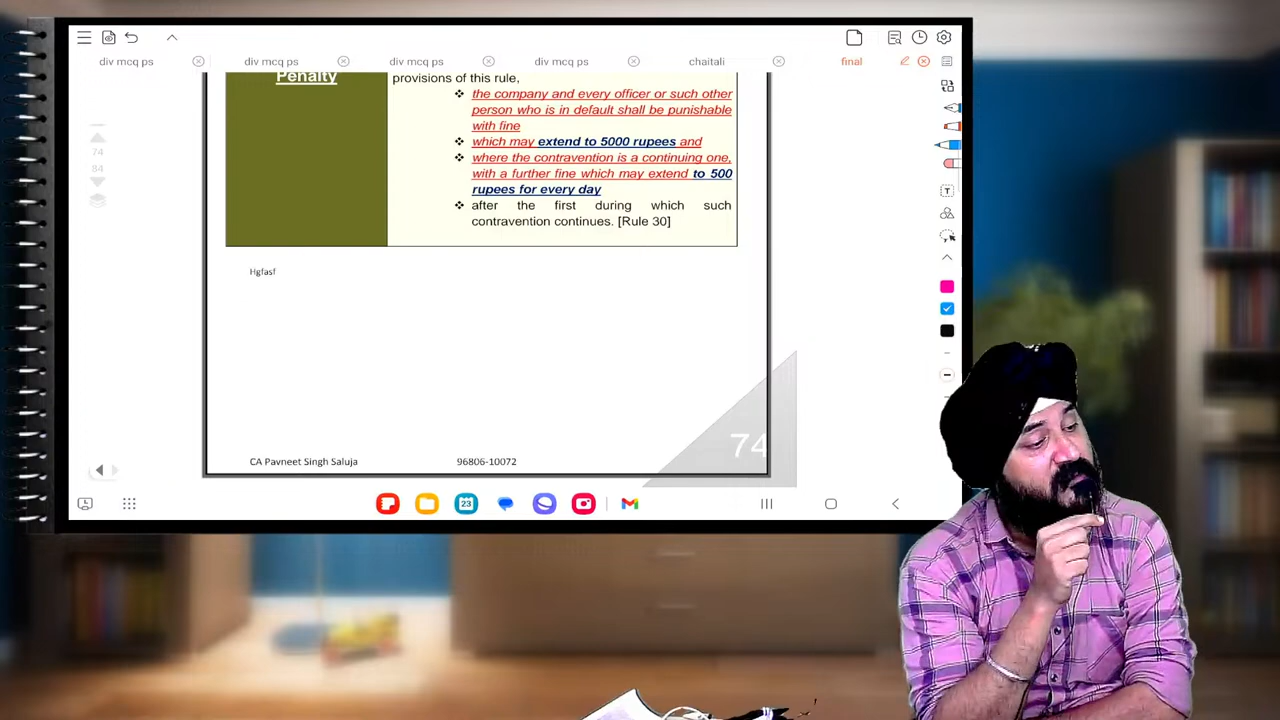 div mcq ps
div mcq ps
div mcq ps
div mcq ps
chaitali
final
Penalty
provisions of this rule,
❖ the company and every officer or such other
person who is in default shall be punishable
with fine
❖ which may extend to 5000 rupees and
❖ where the contravention is a continuing one,
with a further fine which may extend to 500
rupees for every day
❖ after the first during which such
contravention continues. [Rule 30]
74
84
Hgfasf
74
CA Pavneet Singh Saluja
96806-10072
T
23